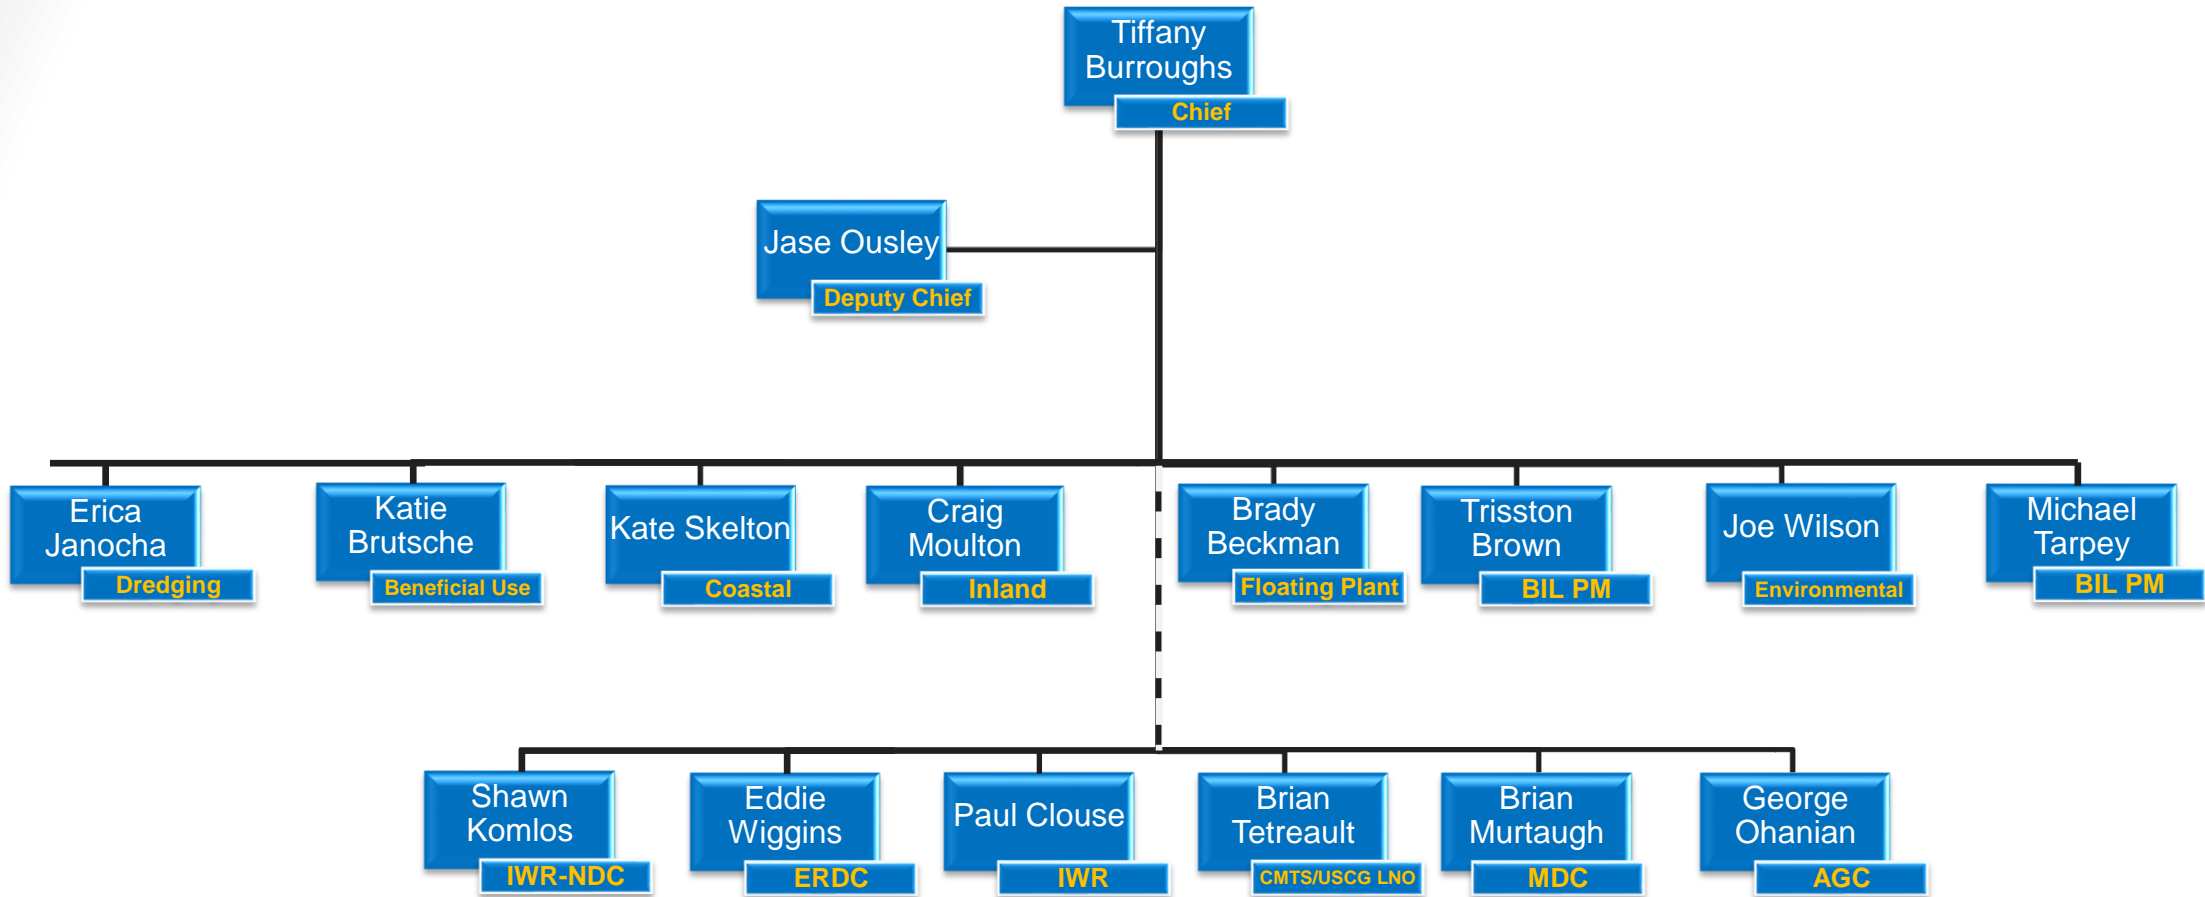 Tiffany
Burroughs
Chief
Jase Ousley
Deputy Chief
Erica
Janocha
Dredging
Katie
Brutsche
Beneficial Use
Kate Skelton
Coastal
Craig
Moulton
Inland
Brady
Beckman
Floating Plant
Trisston
Brown
BIL PM
Joe Wilson
Environmental
Michael
Tarpey
BIL PM
Shawn
Komlos
IWR-NDC
Eddie
Wiggins
ERDC
Paul Clouse
IWR
Brian
Tetreault
CMTS/USCG LNO
Brian
Murtaugh
MDC
George
Ohanian
AGC